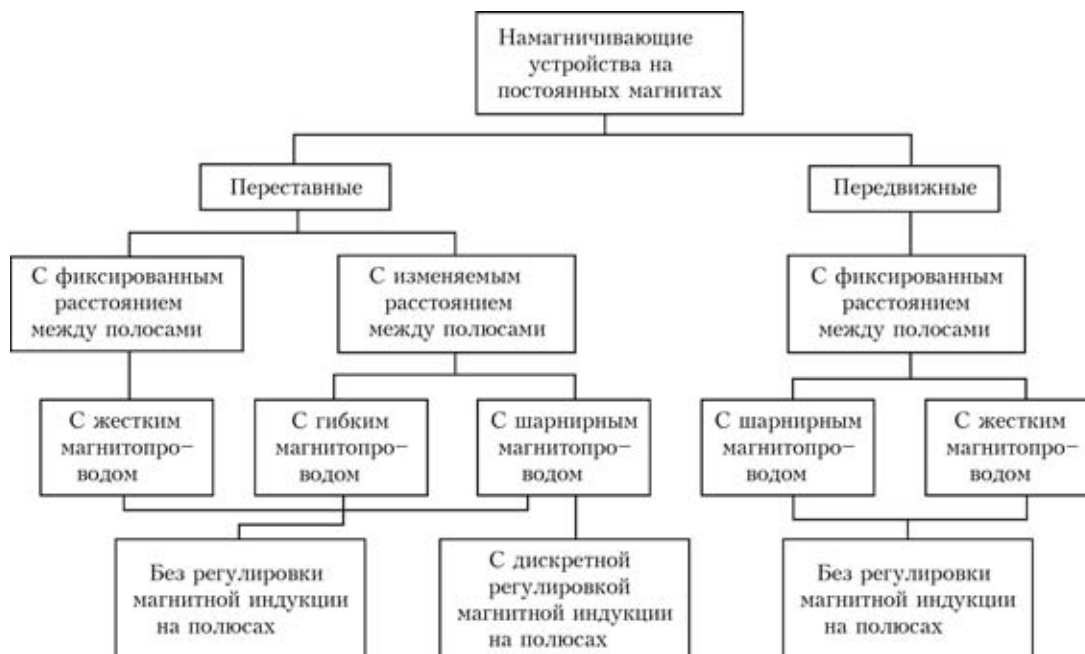 Намагничивающие
устройства на
постоянных магнитах
Переставные
Передвижные
С фиксированным
расстоянием
между полосами
С изменяемым
расстоянием
между полюсами
С фиксированным
расстоянием
между полосами
С жестким
магнитопро–
водом
С гибким
магнитопро–
водом
С шарнирным
магнитопро–
водом
С шарнирным
магнитопро–
водом
С жестким
магнитопро–
водом
Без регулировки
магнитной индукции
на полюсах
С дискретной
регулировкой
магнитной индукции
на полюсах
Без регулировки
магнитной индукции
на полюсах